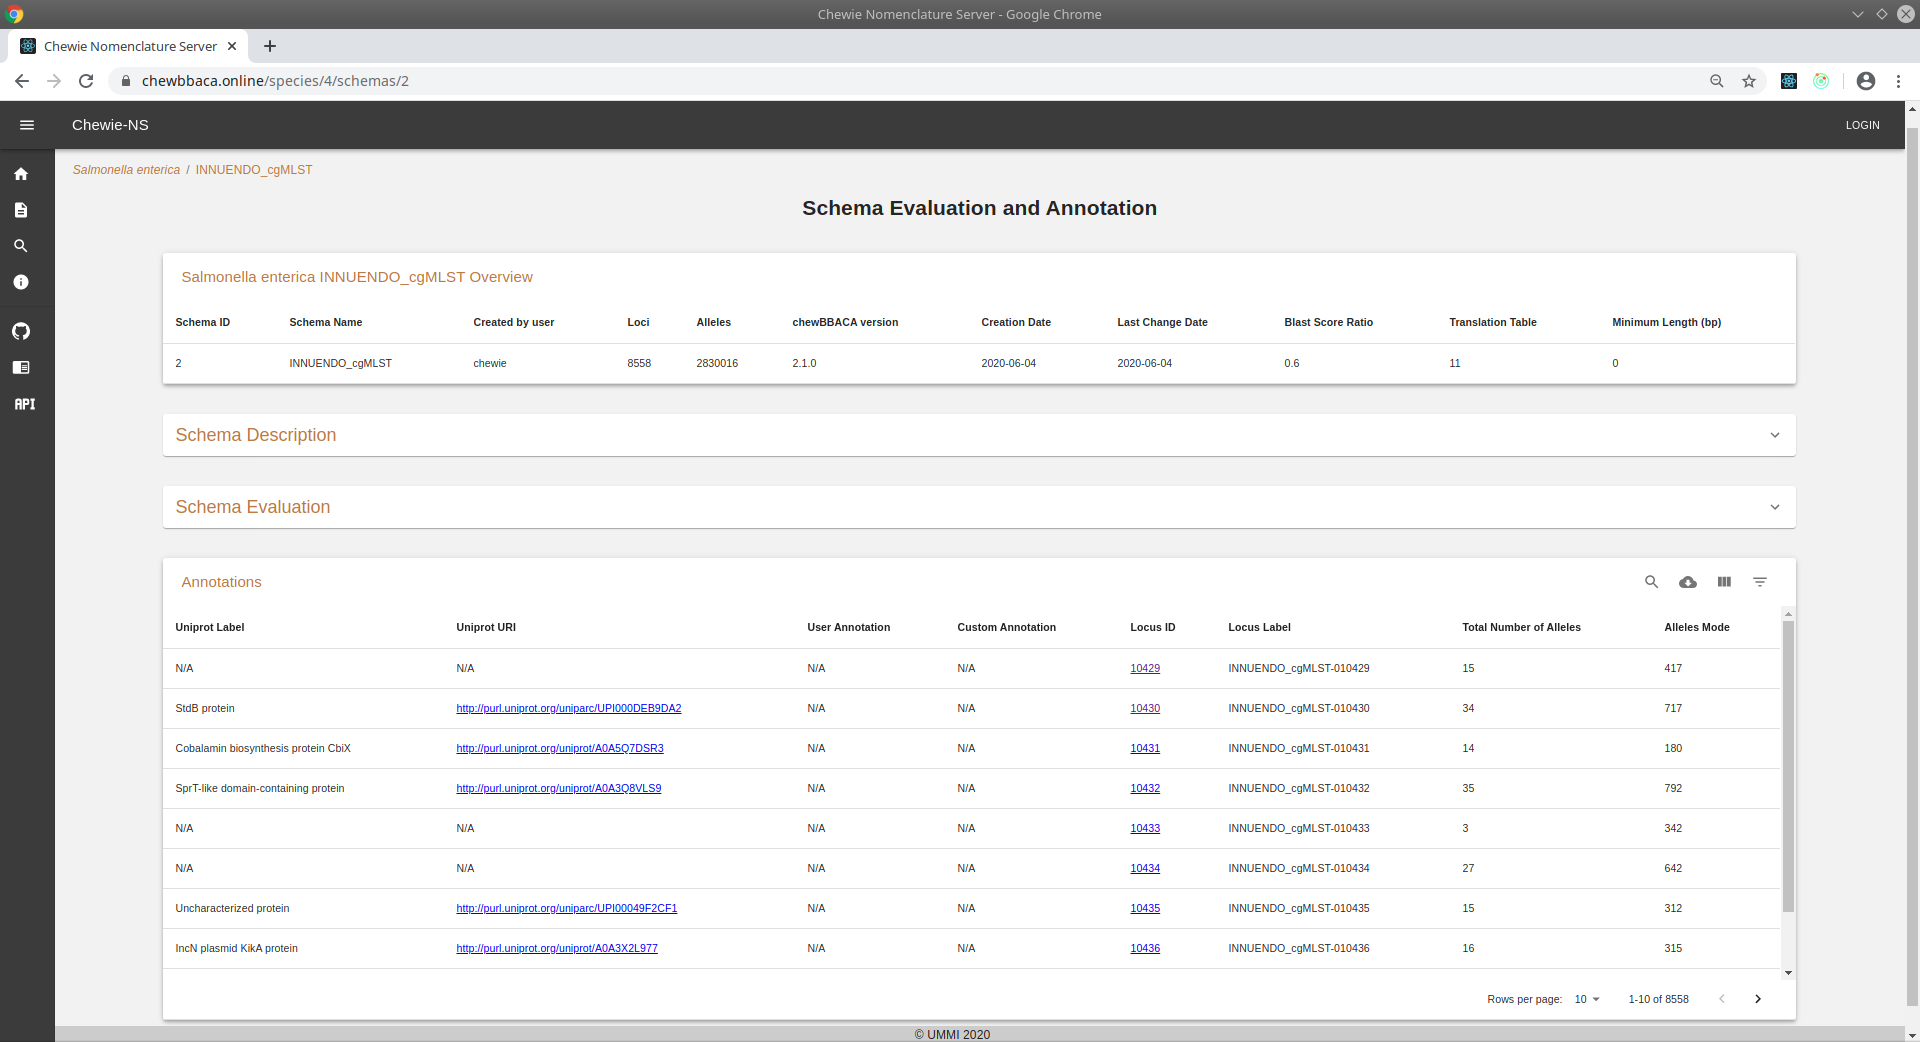 Chewie Nomenclature Server - Google Chrome
Chewie Nomenclature Server
chewbbaca.online/species/4/schemas/2
Chewie-NS LOGIN
Salmonella enterica / INNUENDO_cgMLST
Schema Evaluation and Annotation
Salmonella enterica INNUENDO_cgMLST Overview
Schema ID Schema Name Created by user Loci Alleles chewBBACA version Creation Date Last Change Date Blast Score Ratio Translation Table Minimum Length (bp)
2 INNUENDO_cgMLST chewie 8558 2830016 2.1.0 2020-06-04 2020-06-04 0.6 11 0
API
Schema Description
Schema Evaluation
Annotations
Uniprot Label Uniprot URI User Annotation Custom Annotation Locus ID Locus Label Total Number of Alleles Alleles Mode
N/A N/A N/A N/A 10429 INNUENDO_cgMLST-010429 15 417
StdB protein http://purl.uniprot.org/uniparc/UPI000DEB9DA2 N/A N/A 10430 INNUENDO_cgMLST-010430 34 717
Cobalamin biosynthesis protein CbiX http://purl.uniprot.org/uniprot/A0A5Q7DSR3 N/A N/A 10431 INNUENDO_cgMLST-010431 14 180
SprT-like domain-containing protein http://purl.uniprot.org/uniprot/A0A3Q8VLS9 N/A N/A 10432 INNUENDO_cgMLST-010432 35 792
N/A N/A N/A N/A 10433 INNUENDO_cgMLST-010433 3 342
N/A N/A N/A N/A 10434 INNUENDO_cgMLST-010434 27 642
Uncharacterized protein http://purl.uniprot.org/uniparc/UPI00049F2CF1 N/A N/A 10435 INNUENDO_cgMLST-010435 15 312
IncN plasmid KikA protein http://purl.uniprot.org/uniprot/A0A3X2L977 N/A N/A 10436 INNUENDO_cgMLST-010436 16 315
Rows per page: 10 1-10 of 8558
© UMMI 2020